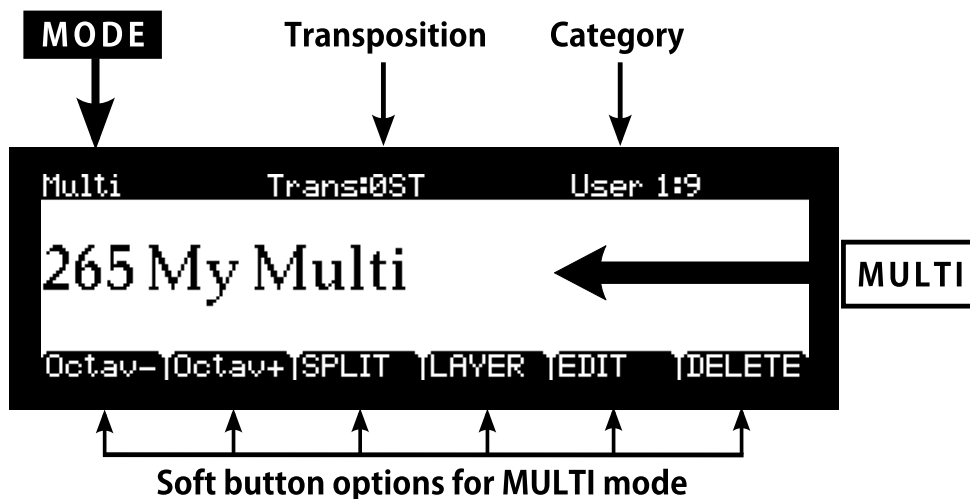 MODE Transposition Category
Multi Trans:0ST User 1:9
265 My Multi
MULTI
Octav- Octav+ SPLIT LAYER EDIT DELETE
Soft button options for MULTI mode